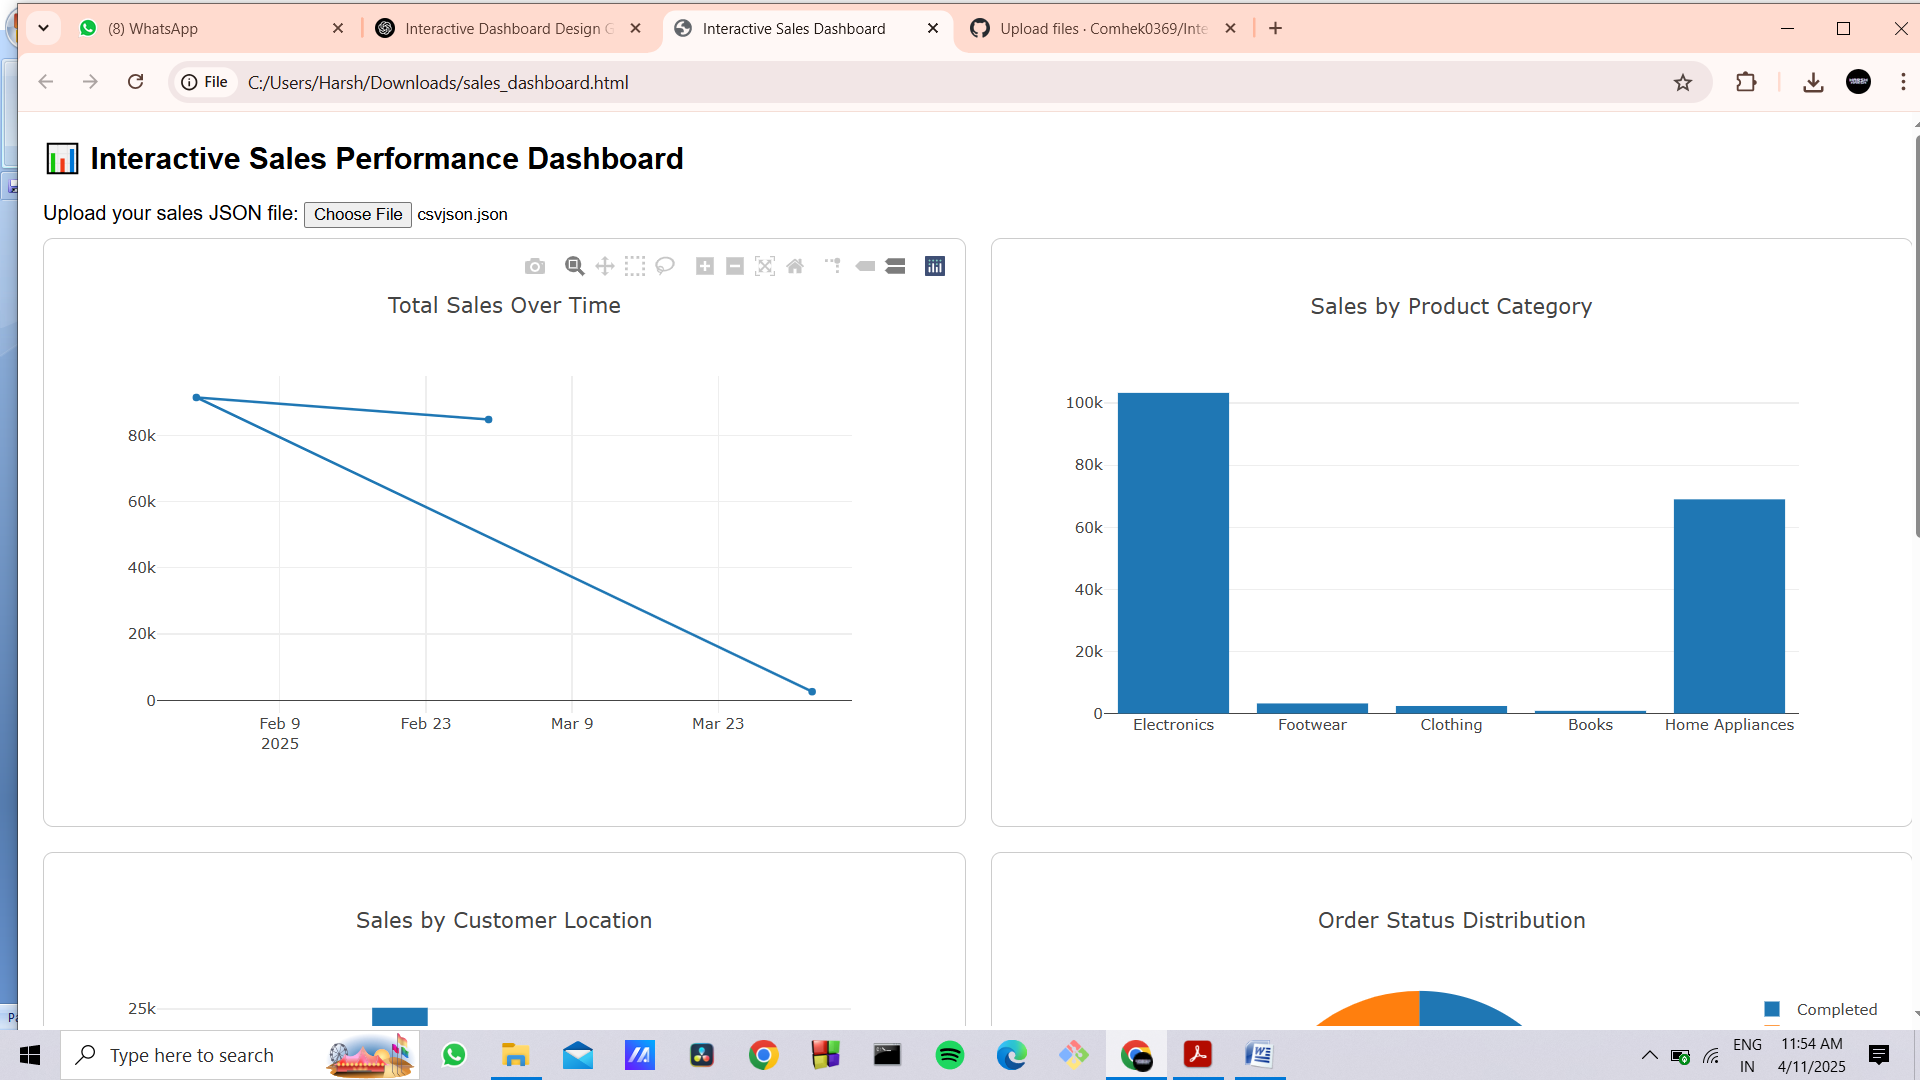 (8) WhatsApp
Interactive Dashboard Design G
Interactive Sales Dashboard
Upload files · Comhek0369/Inte
File
C:/Users/Harsh/Downloads/sales_dashboard.html
Interactive Sales Performance Dashboard
Upload your sales JSON file: Choose File csvjson.json
Total Sales Over Time
80k
60k
40k
20k
0
Feb 9 Feb 23 Mar 9 Mar 23
2025
Sales by Product Category
100k
80k
60k
40k
20k
0
Electronics Footwear Clothing Books Home Appliances
Sales by Customer Location
25k
Order Status Distribution
Completed
Type here to search
ENG
IN
11:54 AM
4/11/2025